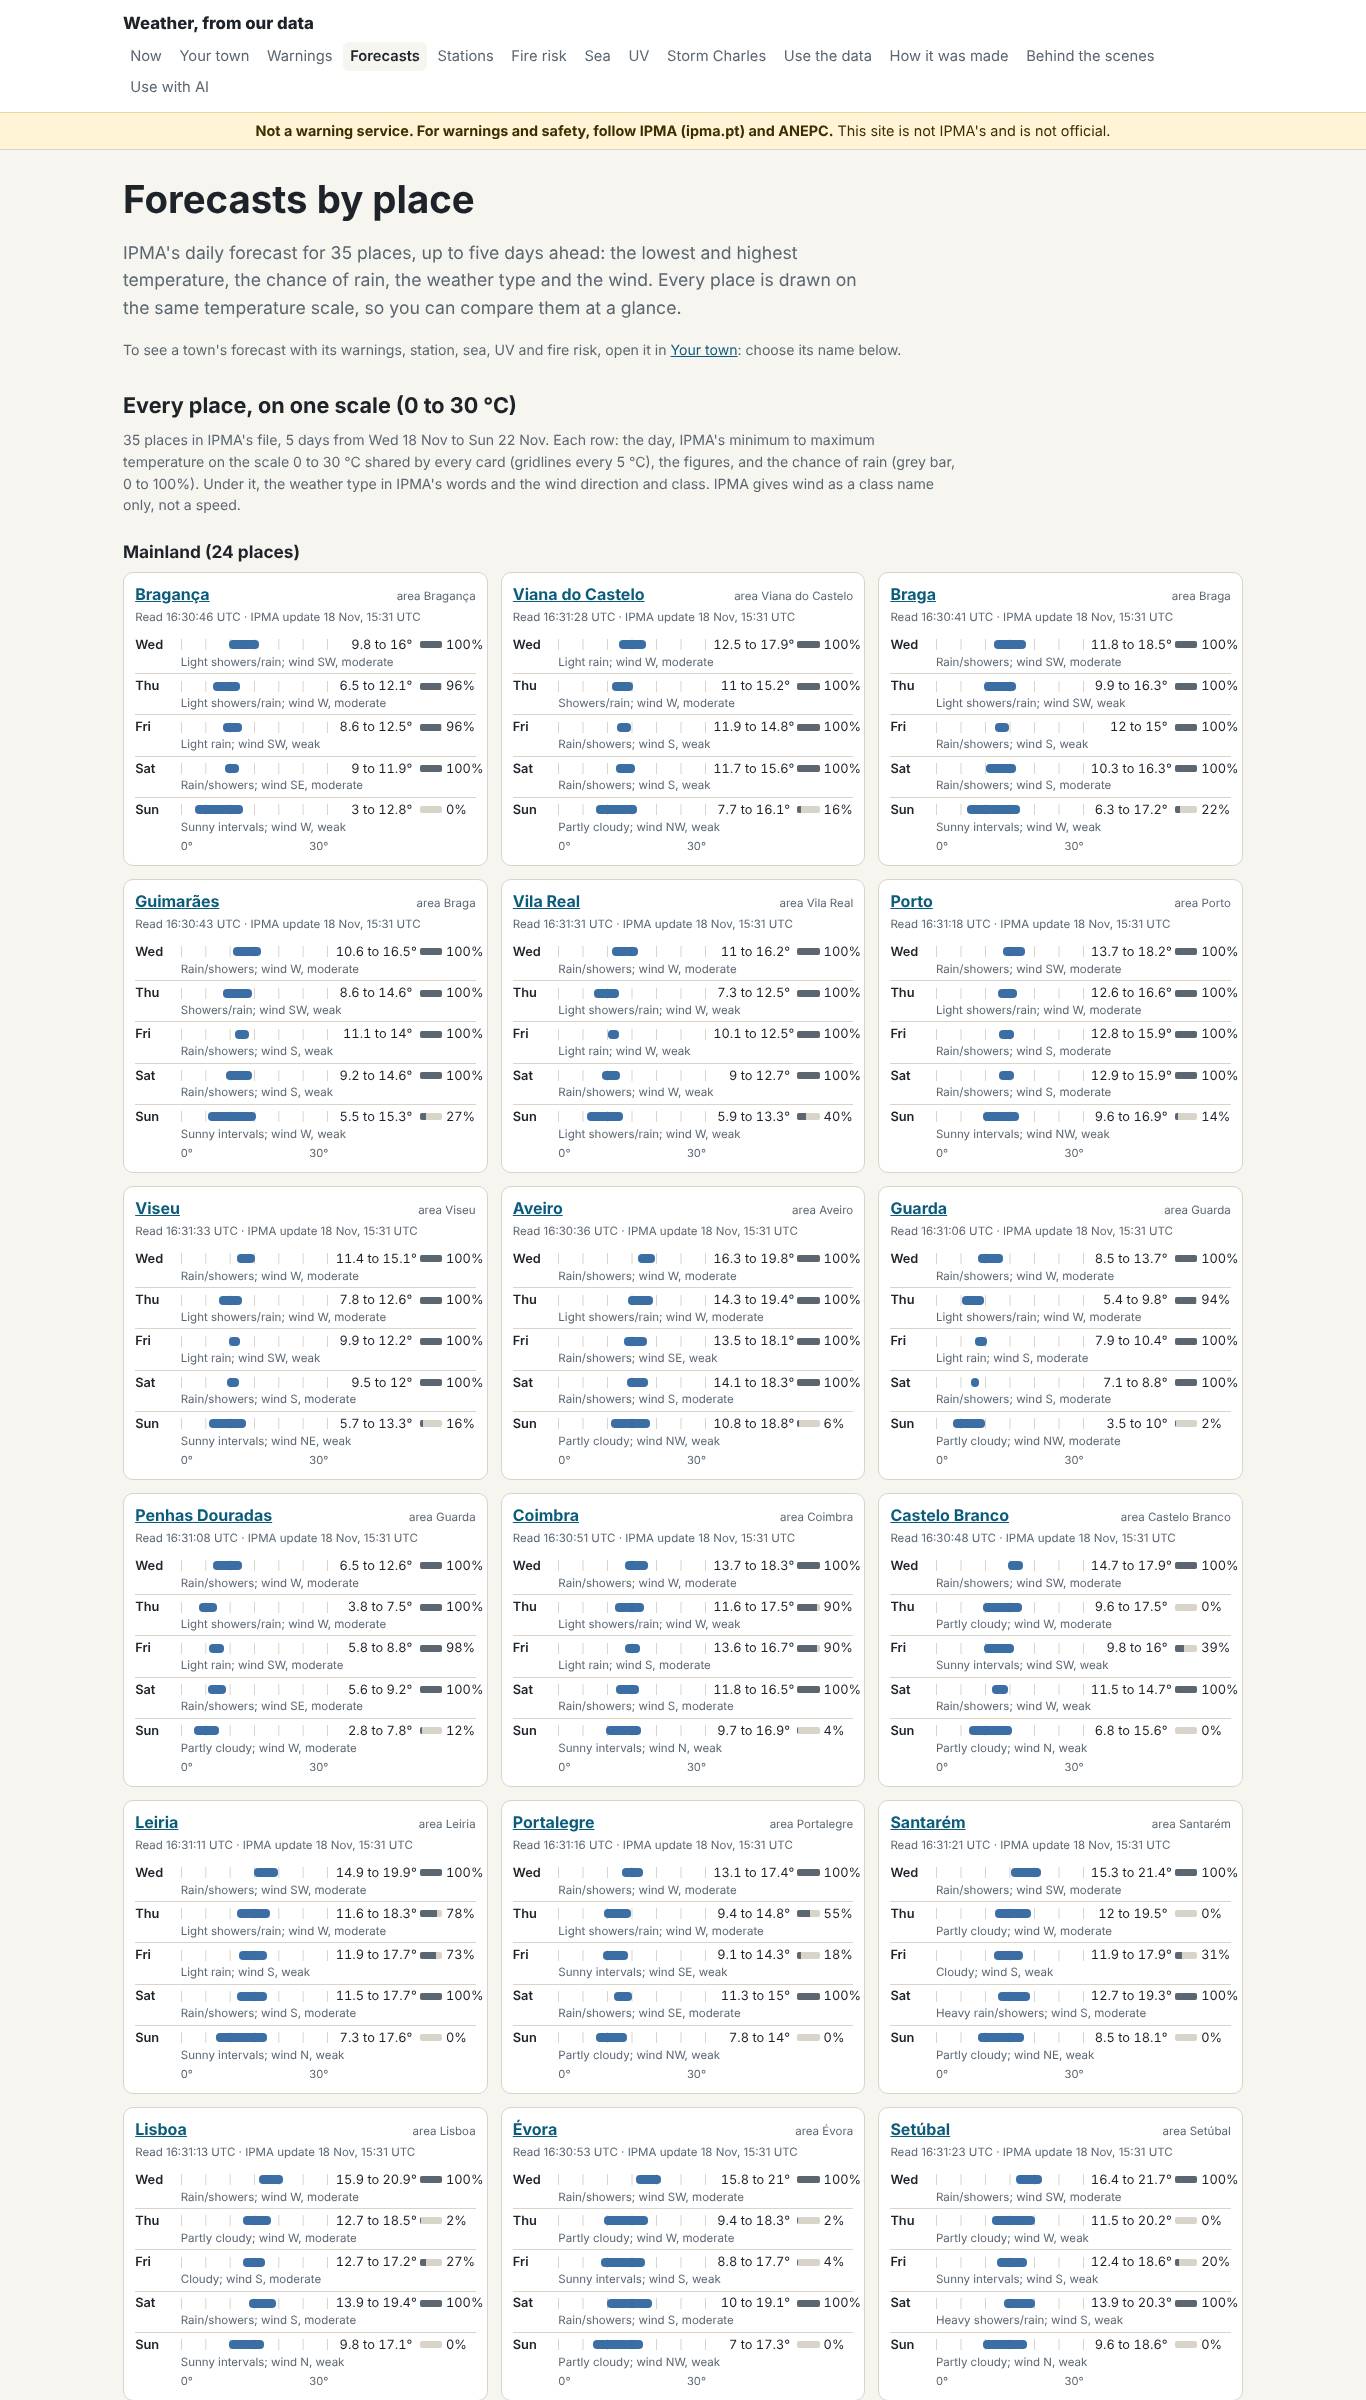 Weather, from our data
Now Your town Warnings Forecasts Stations Fire risk Sea UV Storm Charles Use the data How it was made Behind the scenes
Use with AI
Not a warning service. For warnings and safety, follow IPMA (ipma.pt) and ANEPC. This site is not IPMA's and is not official.
Forecasts by place
IPMA's daily forecast for 35 places, up to five days ahead: the lowest and highest
temperature, the chance of rain, the weather type and the wind. Every place is drawn on
the same temperature scale, so you can compare them at a glance.
To see a town's forecast with its warnings, station, sea, UV and fire risk, open it in Your town: choose its name below.
Every place, on one scale (0 to 30 °C)
35 places in IPMA's file, 5 days from Wed 18 Nov to Sun 22 Nov. Each row: the day, IPMA's minimum to maximum
temperature on the scale 0 to 30 °C shared by every card (gridlines every 5 °C), the figures, and the chance of rain (grey bar,
0 to 100%). Under it, the weather type in IPMA's words and the wind direction and class. IPMA gives wind as a class name
only, not a speed.
Mainland (24 places)
Bragança area Bragança
Read 16:30:46 UTC · IPMA update 18 Nov, 15:31 UTC
Wed 9.8 to 16° 100%
Light showers/rain; wind SW, moderate
Thu 6.5 to 12.1° 96%
Light showers/rain; wind W, moderate
Fri 8.6 to 12.5° 96%
Light rain; wind SW, weak
Sat 9 to 11.9° 100%
Rain/showers; wind SE, moderate
Sun 3 to 12.8° 0%
Sunny intervals; wind W, weak
0° 30°
Viana do Castelo area Viana do Castelo
Read 16:31:28 UTC · IPMA update 18 Nov, 15:31 UTC
Wed 12.5 to 17.9° 100%
Light rain; wind W, moderate
Thu 11 to 15.2° 100%
Showers/rain; wind W, moderate
Fri 11.9 to 14.8° 100%
Rain/showers; wind S, weak
Sat 11.7 to 15.6° 100%
Rain/showers; wind S, weak
Sun 7.7 to 16.1° 16%
Partly cloudy; wind NW, weak
0° 30°
Braga area Braga
Read 16:30:41 UTC · IPMA update 18 Nov, 15:31 UTC
Wed 11.8 to 18.5° 100%
Rain/showers; wind SW, moderate
Thu 9.9 to 16.3° 100%
Light showers/rain; wind SW, weak
Fri 12 to 15° 100%
Rain/showers; wind S, weak
Sat 10.3 to 16.3° 100%
Rain/showers; wind S, moderate
Sun 6.3 to 17.2° 22%
Sunny intervals; wind W, weak
0° 30°
Guimarães area Braga
Read 16:30:43 UTC · IPMA update 18 Nov, 15:31 UTC
Wed 10.6 to 16.5° 100%
Rain/showers; wind W, moderate
Thu 8.6 to 14.6° 100%
Showers/rain; wind SW, weak
Fri 11.1 to 14° 100%
Rain/showers; wind S, weak
Sat 9.2 to 14.6° 100%
Rain/showers; wind S, weak
Sun 5.5 to 15.3° 27%
Sunny intervals; wind W, weak
0° 30°
Vila Real area Vila Real
Read 16:31:31 UTC · IPMA update 18 Nov, 15:31 UTC
Wed 11 to 16.2° 100%
Rain/showers; wind W, moderate
Thu 7.3 to 12.5° 100%
Light showers/rain; wind W, weak
Fri 10.1 to 12.5° 100%
Light rain; wind W, weak
Sat 9 to 12.7° 100%
Rain/showers; wind W, weak
Sun 5.9 to 13.3° 40%
Light showers/rain; wind W, weak
0° 30°
Porto area Porto
Read 16:31:18 UTC · IPMA update 18 Nov, 15:31 UTC
Wed 13.7 to 18.2° 100%
Rain/showers; wind SW, moderate
Thu 12.6 to 16.6° 100%
Light showers/rain; wind W, moderate
Fri 12.8 to 15.9° 100%
Rain/showers; wind S, moderate
Sat 12.9 to 15.9° 100%
Rain/showers; wind S, moderate
Sun 9.6 to 16.9° 14%
Sunny intervals; wind NW, weak
0° 30°
Viseu area Viseu
Read 16:31:33 UTC · IPMA update 18 Nov, 15:31 UTC
Wed 11.4 to 15.1° 100%
Rain/showers; wind W, moderate
Thu 7.8 to 12.6° 100%
Light showers/rain; wind W, moderate
Fri 9.9 to 12.2° 100%
Light rain; wind SW, weak
Sat 9.5 to 12° 100%
Rain/showers; wind S, moderate
Sun 5.7 to 13.3° 16%
Sunny intervals; wind NE, weak
0° 30°
Aveiro area Aveiro
Read 16:30:36 UTC · IPMA update 18 Nov, 15:31 UTC
Wed 16.3 to 19.8° 100%
Rain/showers; wind W, moderate
Thu 14.3 to 19.4° 100%
Light showers/rain; wind W, moderate
Fri 13.5 to 18.1° 100%
Rain/showers; wind SE, weak
Sat 14.1 to 18.3° 100%
Rain/showers; wind S, moderate
Sun 10.8 to 18.8° 6%
Partly cloudy; wind NW, weak
0° 30°
Guarda area Guarda
Read 16:31:06 UTC · IPMA update 18 Nov, 15:31 UTC
Wed 8.5 to 13.7° 100%
Rain/showers; wind W, moderate
Thu 5.4 to 9.8° 94%
Light showers/rain; wind W, moderate
Fri 7.9 to 10.4° 100%
Light rain; wind S, moderate
Sat 7.1 to 8.8° 100%
Rain/showers; wind S, moderate
Sun 3.5 to 10° 2%
Partly cloudy; wind NW, moderate
0° 30°
Penhas Douradas area Guarda
Read 16:31:08 UTC · IPMA update 18 Nov, 15:31 UTC
Wed 6.5 to 12.6° 100%
Rain/showers; wind W, moderate
Thu 3.8 to 7.5° 100%
Light showers/rain; wind W, moderate
Fri 5.8 to 8.8° 98%
Light rain; wind SW, moderate
Sat 5.6 to 9.2° 100%
Rain/showers; wind SE, moderate
Sun 2.8 to 7.8° 12%
Partly cloudy; wind W, moderate
0° 30°
Coimbra area Coimbra
Read 16:30:51 UTC · IPMA update 18 Nov, 15:31 UTC
Wed 13.7 to 18.3° 100%
Rain/showers; wind W, moderate
Thu 11.6 to 17.5° 90%
Light showers/rain; wind W, weak
Fri 13.6 to 16.7° 90%
Light rain; wind S, moderate
Sat 11.8 to 16.5° 100%
Rain/showers; wind S, moderate
Sun 9.7 to 16.9° 4%
Sunny intervals; wind N, weak
0° 30°
Castelo Branco area Castelo Branco
Read 16:30:48 UTC · IPMA update 18 Nov, 15:31 UTC
Wed 14.7 to 17.9° 100%
Rain/showers; wind SW, moderate
Thu 9.6 to 17.5° 0%
Partly cloudy; wind W, moderate
Fri 9.8 to 16° 39%
Sunny intervals; wind SW, weak
Sat 11.5 to 14.7° 100%
Rain/showers; wind W, weak
Sun 6.8 to 15.6° 0%
Partly cloudy; wind N, weak
0° 30°
Leiria area Leiria
Read 16:31:11 UTC · IPMA update 18 Nov, 15:31 UTC
Wed 14.9 to 19.9° 100%
Rain/showers; wind SW, moderate
Thu 11.6 to 18.3° 78%
Light showers/rain; wind W, moderate
Fri 11.9 to 17.7° 73%
Light rain; wind S, weak
Sat 11.5 to 17.7° 100%
Rain/showers; wind S, moderate
Sun 7.3 to 17.6° 0%
Sunny intervals; wind N, weak
0° 30°
Portalegre area Portalegre
Read 16:31:16 UTC · IPMA update 18 Nov, 15:31 UTC
Wed 13.1 to 17.4° 100%
Rain/showers; wind W, moderate
Thu 9.4 to 14.8° 55%
Light showers/rain; wind W, moderate
Fri 9.1 to 14.3° 18%
Sunny intervals; wind SE, weak
Sat 11.3 to 15° 100%
Rain/showers; wind SE, moderate
Sun 7.8 to 14° 0%
Partly cloudy; wind NW, weak
0° 30°
Santarém area Santarém
Read 16:31:21 UTC · IPMA update 18 Nov, 15:31 UTC
Wed 15.3 to 21.4° 100%
Rain/showers; wind SW, moderate
Thu 12 to 19.5° 0%
Partly cloudy; wind W, moderate
Fri 11.9 to 17.9° 31%
Cloudy; wind S, weak
Sat 12.7 to 19.3° 100%
Heavy rain/showers; wind S, moderate
Sun 8.5 to 18.1° 0%
Partly cloudy; wind NE, weak
0° 30°
Lisboa area Lisboa
Read 16:31:13 UTC · IPMA update 18 Nov, 15:31 UTC
Wed 15.9 to 20.9° 100%
Rain/showers; wind W, moderate
Thu 12.7 to 18.5° 2%
Partly cloudy; wind W, moderate
Fri 12.7 to 17.2° 27%
Cloudy; wind S, moderate
Sat 13.9 to 19.4° 100%
Rain/showers; wind S, moderate
Sun 9.8 to 17.1° 0%
Sunny intervals; wind N, weak
0° 30°
Évora area Évora
Read 16:30:53 UTC · IPMA update 18 Nov, 15:31 UTC
Wed 15.8 to 21° 100%
Rain/showers; wind SW, moderate
Thu 9.4 to 18.3° 2%
Partly cloudy; wind W, moderate
Fri 8.8 to 17.7° 4%
Sunny intervals; wind S, weak
Sat 10 to 19.1° 100%
Rain/showers; wind S, moderate
Sun 7 to 17.3° 0%
Partly cloudy; wind NW, weak
0° 30°
Setúbal area Setúbal
Read 16:31:23 UTC · IPMA update 18 Nov, 15:31 UTC
Wed 16.4 to 21.7° 100%
Rain/showers; wind SW, moderate
Thu 11.5 to 20.2° 0%
Partly cloudy; wind W, weak
Fri 12.4 to 18.6° 20%
Sunny intervals; wind S, weak
Sat 13.9 to 20.3° 100%
Heavy showers/rain; wind S, weak
Sun 9.6 to 18.6° 0%
Partly cloudy; wind N, weak
0° 30°